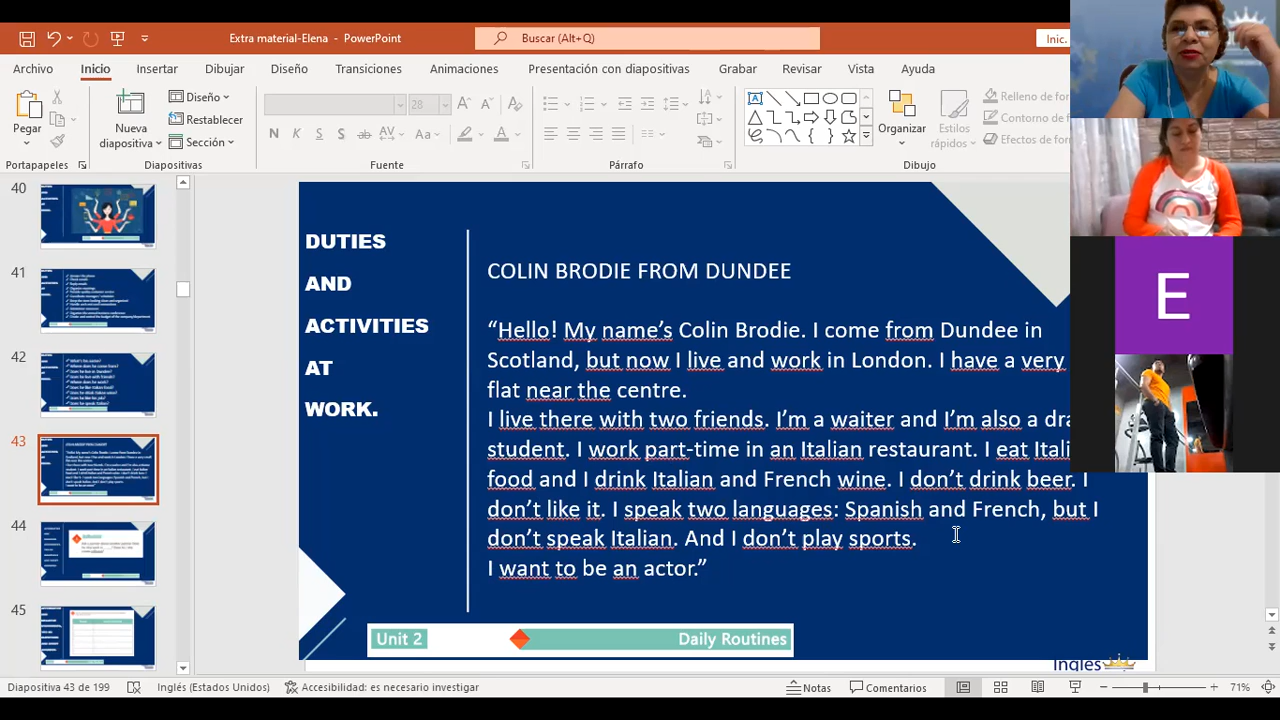 Extra material-Elena - PowerPoint
Buscar (Alt+Q)
Inic.
Archivo
Inicio
Insertar
Dibujar
Diseño
Transiciones
Animaciones
Presentación con diapositivas
Grabar
Revisar
Vista
Ayuda
Pegar
Nueva
diapositiva
Diseño
Restablecer
Sección
28
N
K
S
S
ab
AV
Aa
A
Organizar
Estilos
rápidos
Relleno de for
Contorno de
Efectos de form
Portapapeles
Diapositivas
Fuente
Párrafo
Dibujo
40
41
42
43
44
45
DUTIES
AND
ACTIVITIES
AT
WORK.
COLIN BRODIE FROM DUNDEE
“Hello! My name’s Colin Brodie. I come from Dundee in
Scotland, but now I live and work in London. I have a very
flat near the centre.
I live there with two friends. I’m a waiter and I’m also a dra
student. I work part-time in an Italian restaurant. I eat Itali
food and I drink Italian and French wine. I don’t drink beer. I
don’t like it. I speak two languages: Spanish and French, but I
don’t speak Italian. And I don’t play sports.
I want to be an actor.”
Unit 2
Daily Routines
Inglés
E
Diapositiva 43 de 199
Inglés (Estados Unidos)
Accesibilidad: es necesario investigar
Notas
Comentarios
71%